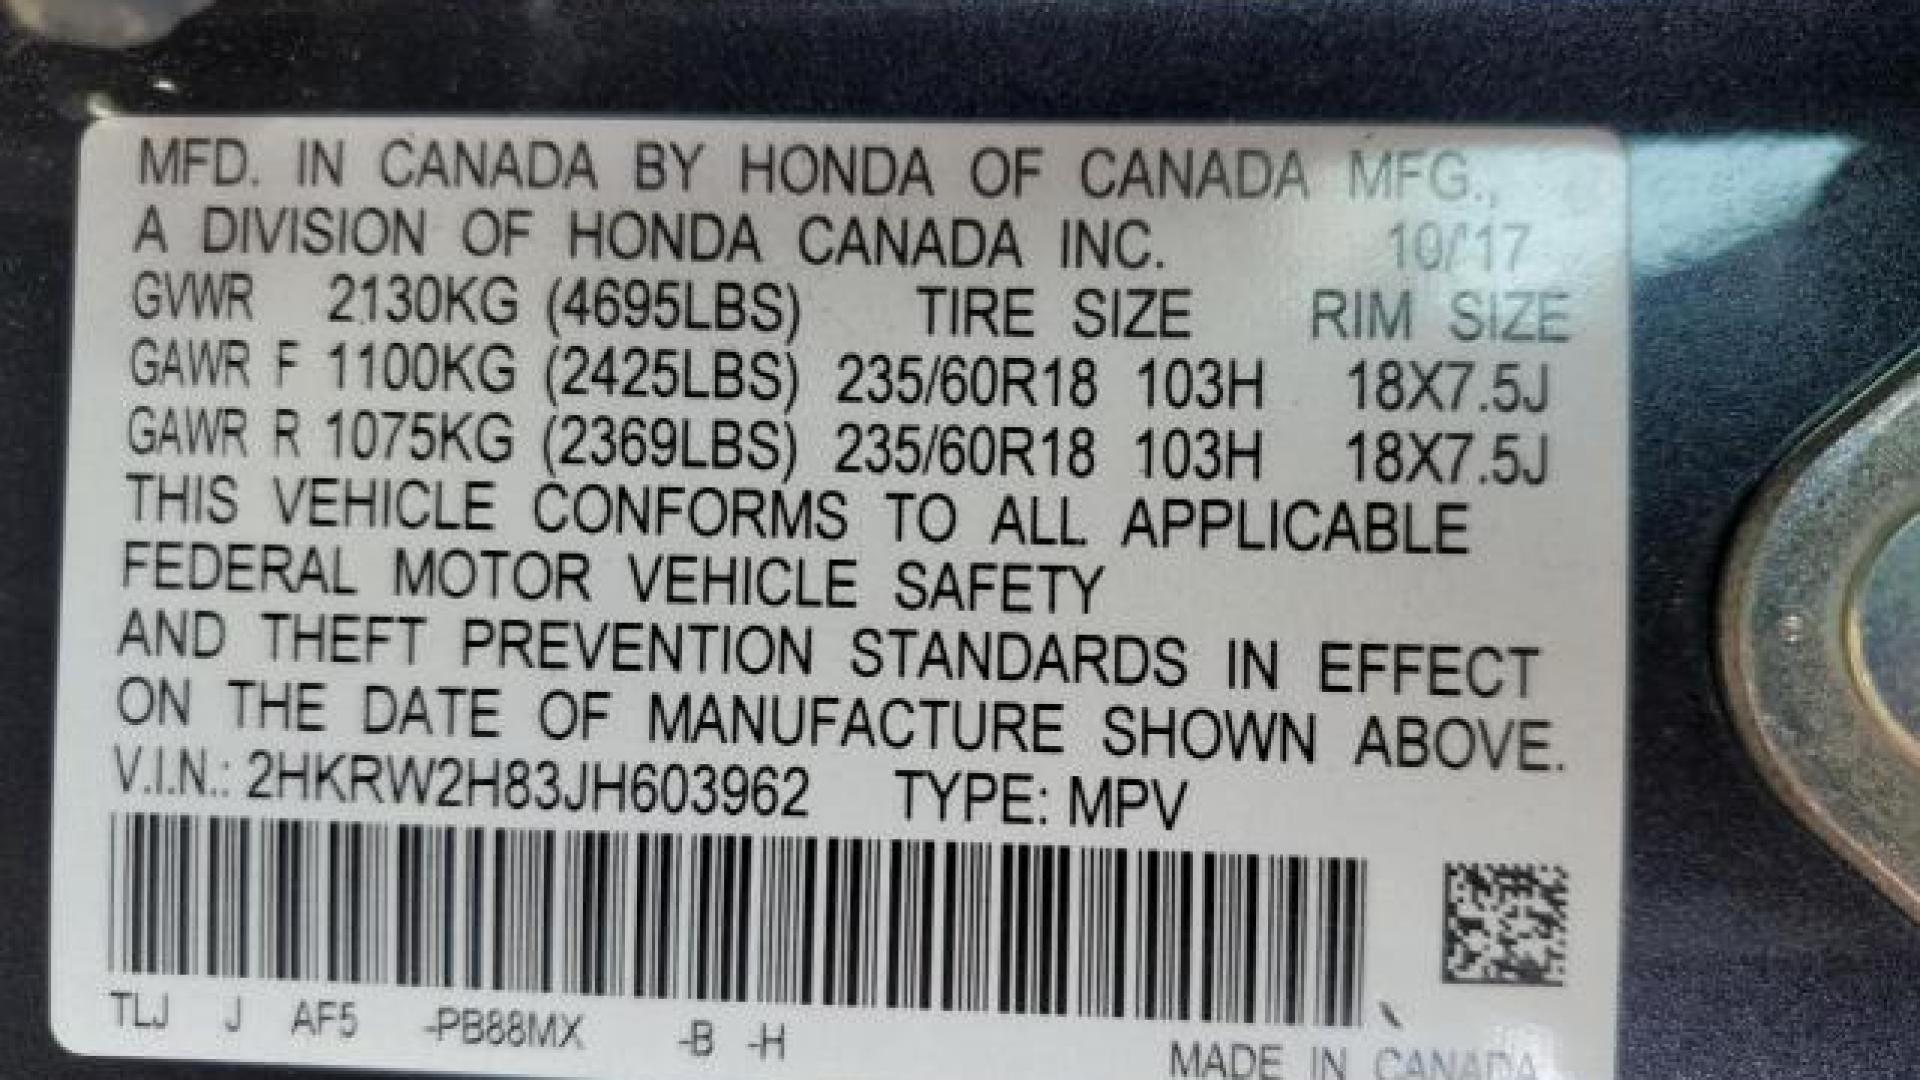 MFD. IN CANADA BY HONDA OF CANADA MFG.,
A DIVISION OF HONDA CANADA INC. 10/'17
GVWR 2130KG (4695LBS) TIRE SIZE RIM SIZE
GAWR F 1100KG (2425LBS) 235/60R18 103H 18X7.5J
GAWR R 1075KG (2369LBS) 235/60R18 103H 18X7.5J
THIS VEHICLE CONFORMS TO ALL APPLICABLE
FEDERAL MOTOR VEHICLE SAFETY
AND THEFT PREVENTION STANDARDS IN EFFECT
ON THE DATE OF MANUFACTURE SHOWN ABOVE.
V.I.N.: 2HKRW2H83JH603962 TYPE: MPV
TLJ J AF5 -PB88MX -B -H
MADE IN CANADA